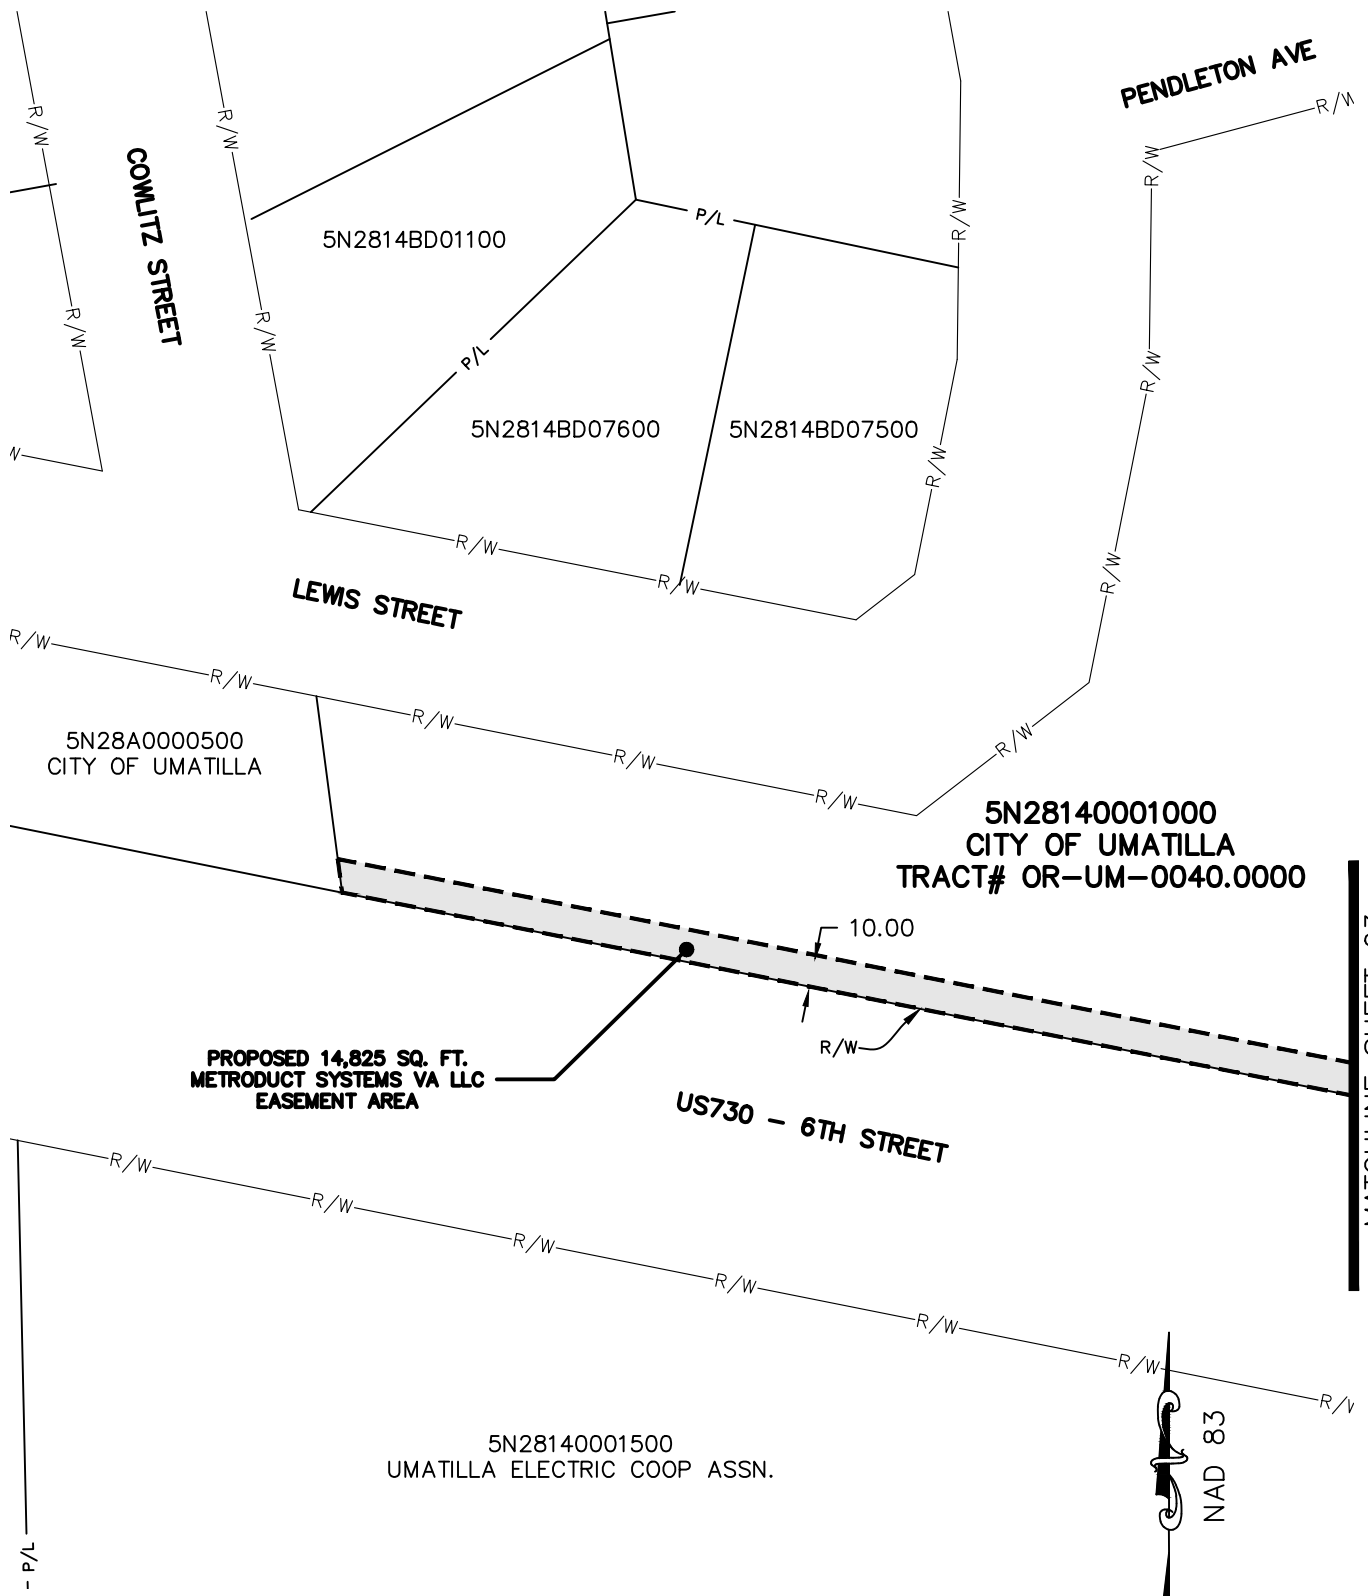 PENDLETON AVE
R/W
R/W
R/W
R/W
COWLITZ STREET
P/L
R/W
5N2814BD01100
R/W
R/W
P/L
R/W
5N2814BD07600
5N2814BD07500
W
R/W
R/W
R/W
R/W
LEWIS STREET
R/W
R/W
R/W
R/W
R/W
R/W
5N28A0000500
CITY OF UMATILLA
R/W
5N28140001000
CITY OF UMATILLA
TRACT# OR-UM-0040.0000
10.00
R/W
PROPOSED 14,825 SQ. FT.
METRODUCT SYSTEMS VA LLC
EASEMENT AREA
US730 - 6TH STREET
R/W
R/W
R/W
R/W
R/W
R/W
R/W
5N28140001500
UMATILLA ELECTRIC COOP ASSN.
NAD 83
P/L